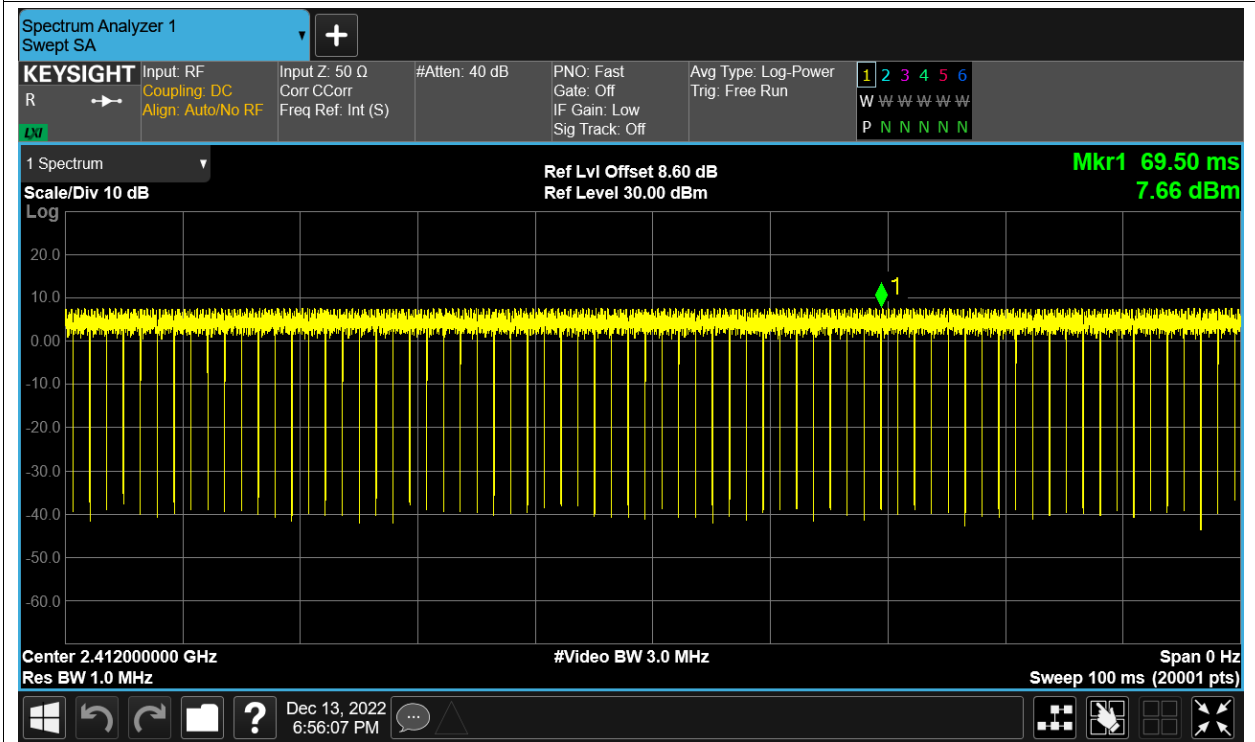 Spectrum Analyzer 1
Swept SA
+
KEYSIGHT
R
LXI
Input: RF
Coupling: DC
Align: Auto/No RF
Input Z: 50 Ω
Corr CCorr
Freq Ref: Int (S)
#Atten: 40 dB
PNO: Fast
Gate: Off
IF Gain: Low
Sig Track: Off
Avg Type: Log-Power
Trig: Free Run
1 2 3 4 5 6
W W W W W W
P N N N N N
1 Spectrum
Scale/Div 10 dB
Log
Ref Lvl Offset 8.60 dB
Ref Level 30.00 dBm
Mkr1 69.50 ms
7.66 dBm
20.0
10.0
0.00
-10.0
-20.0
-30.0
-40.0
-50.0
-60.0
1
Center 2.412000000 GHz
Res BW 1.0 MHz
#Video BW 3.0 MHz
Span 0 Hz
Sweep 100 ms (20001 pts)
?
Dec 13, 2022
6:56:07 PM